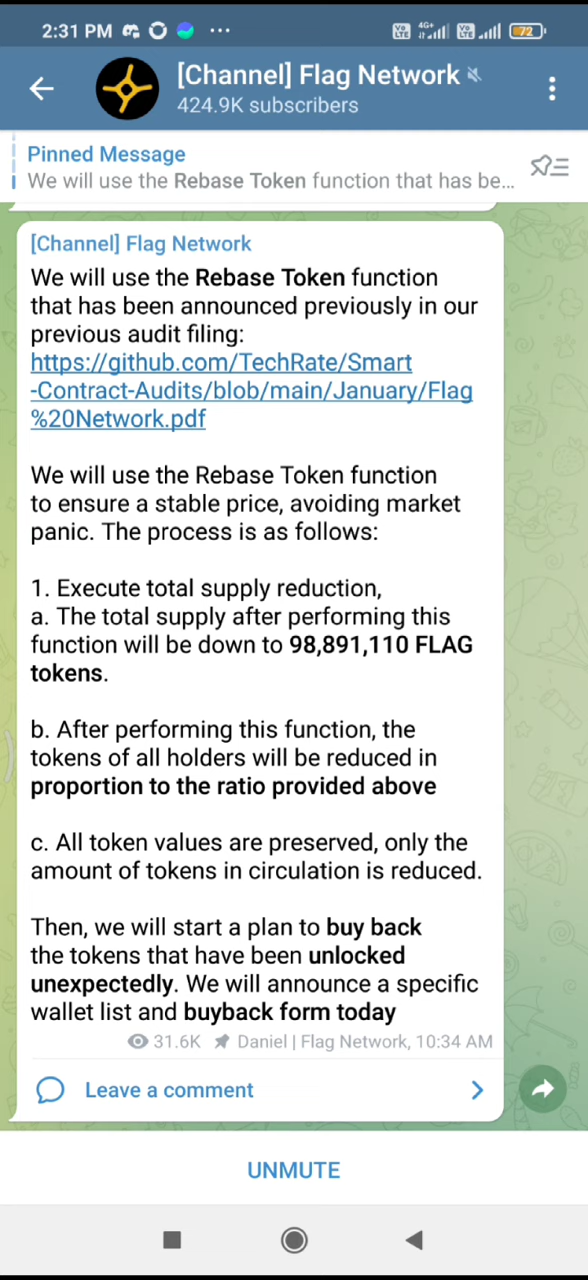 2:31 PM ...
4G+ 72
[Channel] Flag Network
424.9K subscribers
Pinned Message
We will use the Rebase Token function that has be...
[Channel] Flag Network
We will use the Rebase Token function
that has been announced previously in our
previous audit filing:
https://github.com/TechRate/Smart
-Contract-Audits/blob/main/January/Flag
%20Network.pdf
We will use the Rebase Token function
to ensure a stable price, avoiding market
panic. The process is as follows:
1. Execute total supply reduction,
a. The total supply after performing this
function will be down to 98,891,110 FLAG
tokens.
b. After performing this function, the
tokens of all holders will be reduced in
proportion to the ratio provided above
c. All token values are preserved, only the
amount of tokens in circulation is reduced.
Then, we will start a plan to buy back
the tokens that have been unlocked
unexpectedly. We will announce a specific
wallet list and buyback form today
31.6K Daniel | Flag Network, 10:34 AM
Leave a comment
UNMUTE